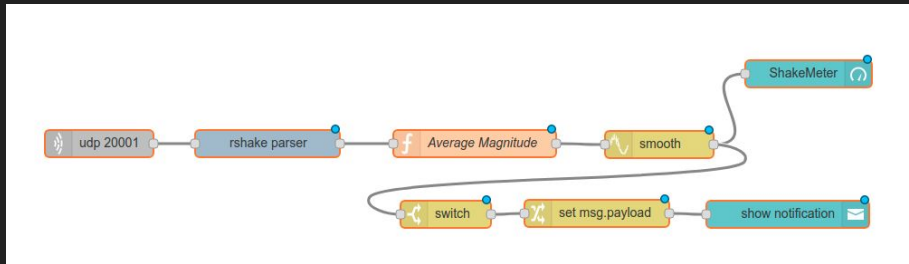 ShakeMeter
udp 20001
rshake parser
Average Magnitude
smooth
switch
set msg.payload
show notification